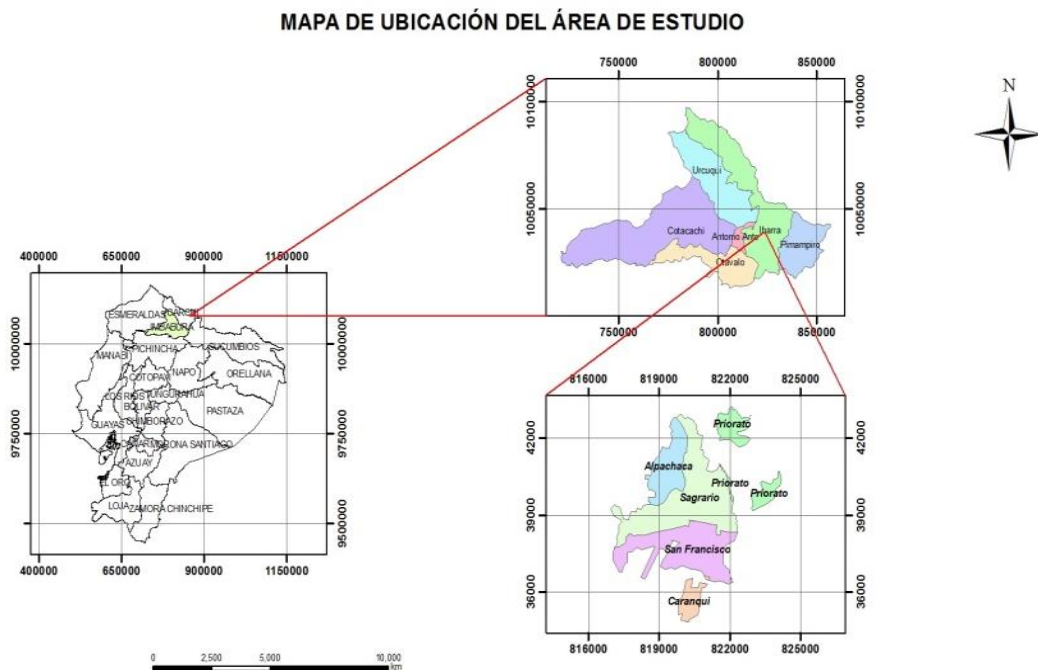 MAPA DE UBICACIÓN DEL ÁREA DE ESTUDIO
N
750000 800000 850000
10100000 10100000
Urcuqui
10050000 10050000
Cotacachi Antonio Ante Ibarra Pimampiro
Otavalo
750000 800000 850000
400000 650000 900000 1150000
ESMERALDAS CARCHI
IMBABURA
10000000 10000000
MANABI PICHINCHA SUCUMBIOS
NAPO ORELLANA
COTOPAXI
LOS RIOS TUNGURAHUA
BOLIVAR PASTAZA
GUAYAS CHIMBORAZO
9750000 9750000
CAÑAR MORONA SANTIAGO
AZUAY
EL ORO
LOJA ZAMORA CHINCHIPE
9500000
400000 650000 900000 1150000
816000 819000 822000 825000
42000 42000
Priorato
Alpachaca Priorato Priorato
Sagrario
39000 39000
San Francisco
36000 36000
Caranqui
816000 819000 822000 825000
0 2,500 5,000 10,000
km